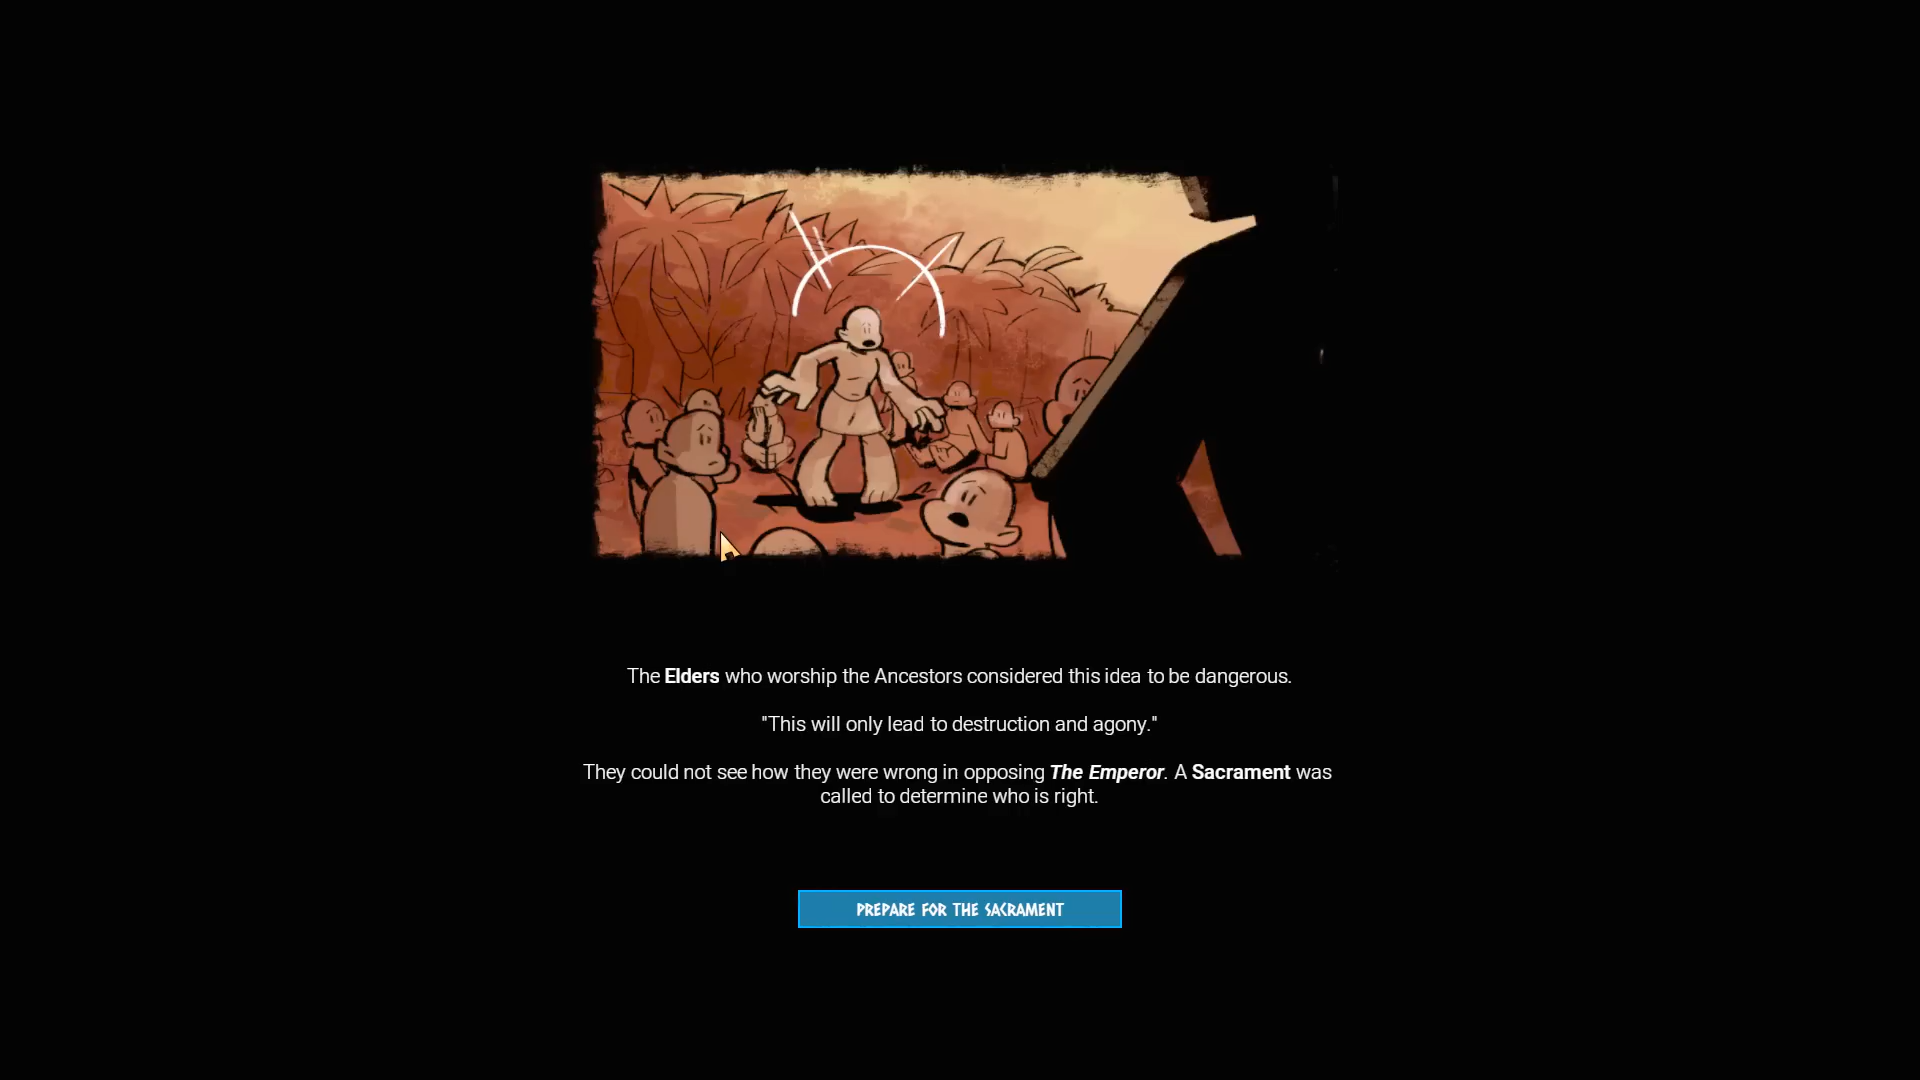 The Elders who worship the Ancestors considered this idea to be dangerous.
"This will only lead to destruction and agony."
They could not see how they were wrong in opposing The Emperor. A Sacrament was
called to determine who is right.
PREPARE FOR THE SACRAMENT